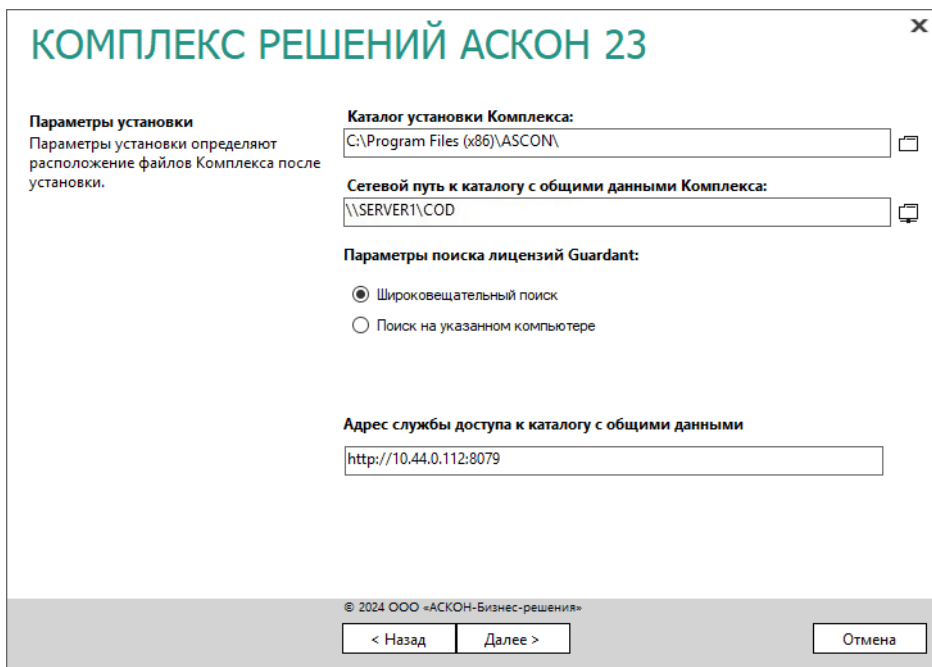 КОМПЛЕКС РЕШЕНИЙ АСКОН 23
Параметры установки
Параметры установки определяют
расположение файлов Комплекса после
установки.
Каталог установки Комплекса:
C:\Program Files (x86)\ASCON\
Сетевой путь к каталогу с общими данными Комплекса:
\\SERVER1\COD
Параметры поиска лицензий Guardant:
Широковещательный поиск
Поиск на указанном компьютере
Адрес службы доступа к каталогу с общими данными
http://10.44.0.112:8079
© 2024 ООО «АСКОН-Бизнес-решения»
< Назад
Далее >
Отмена